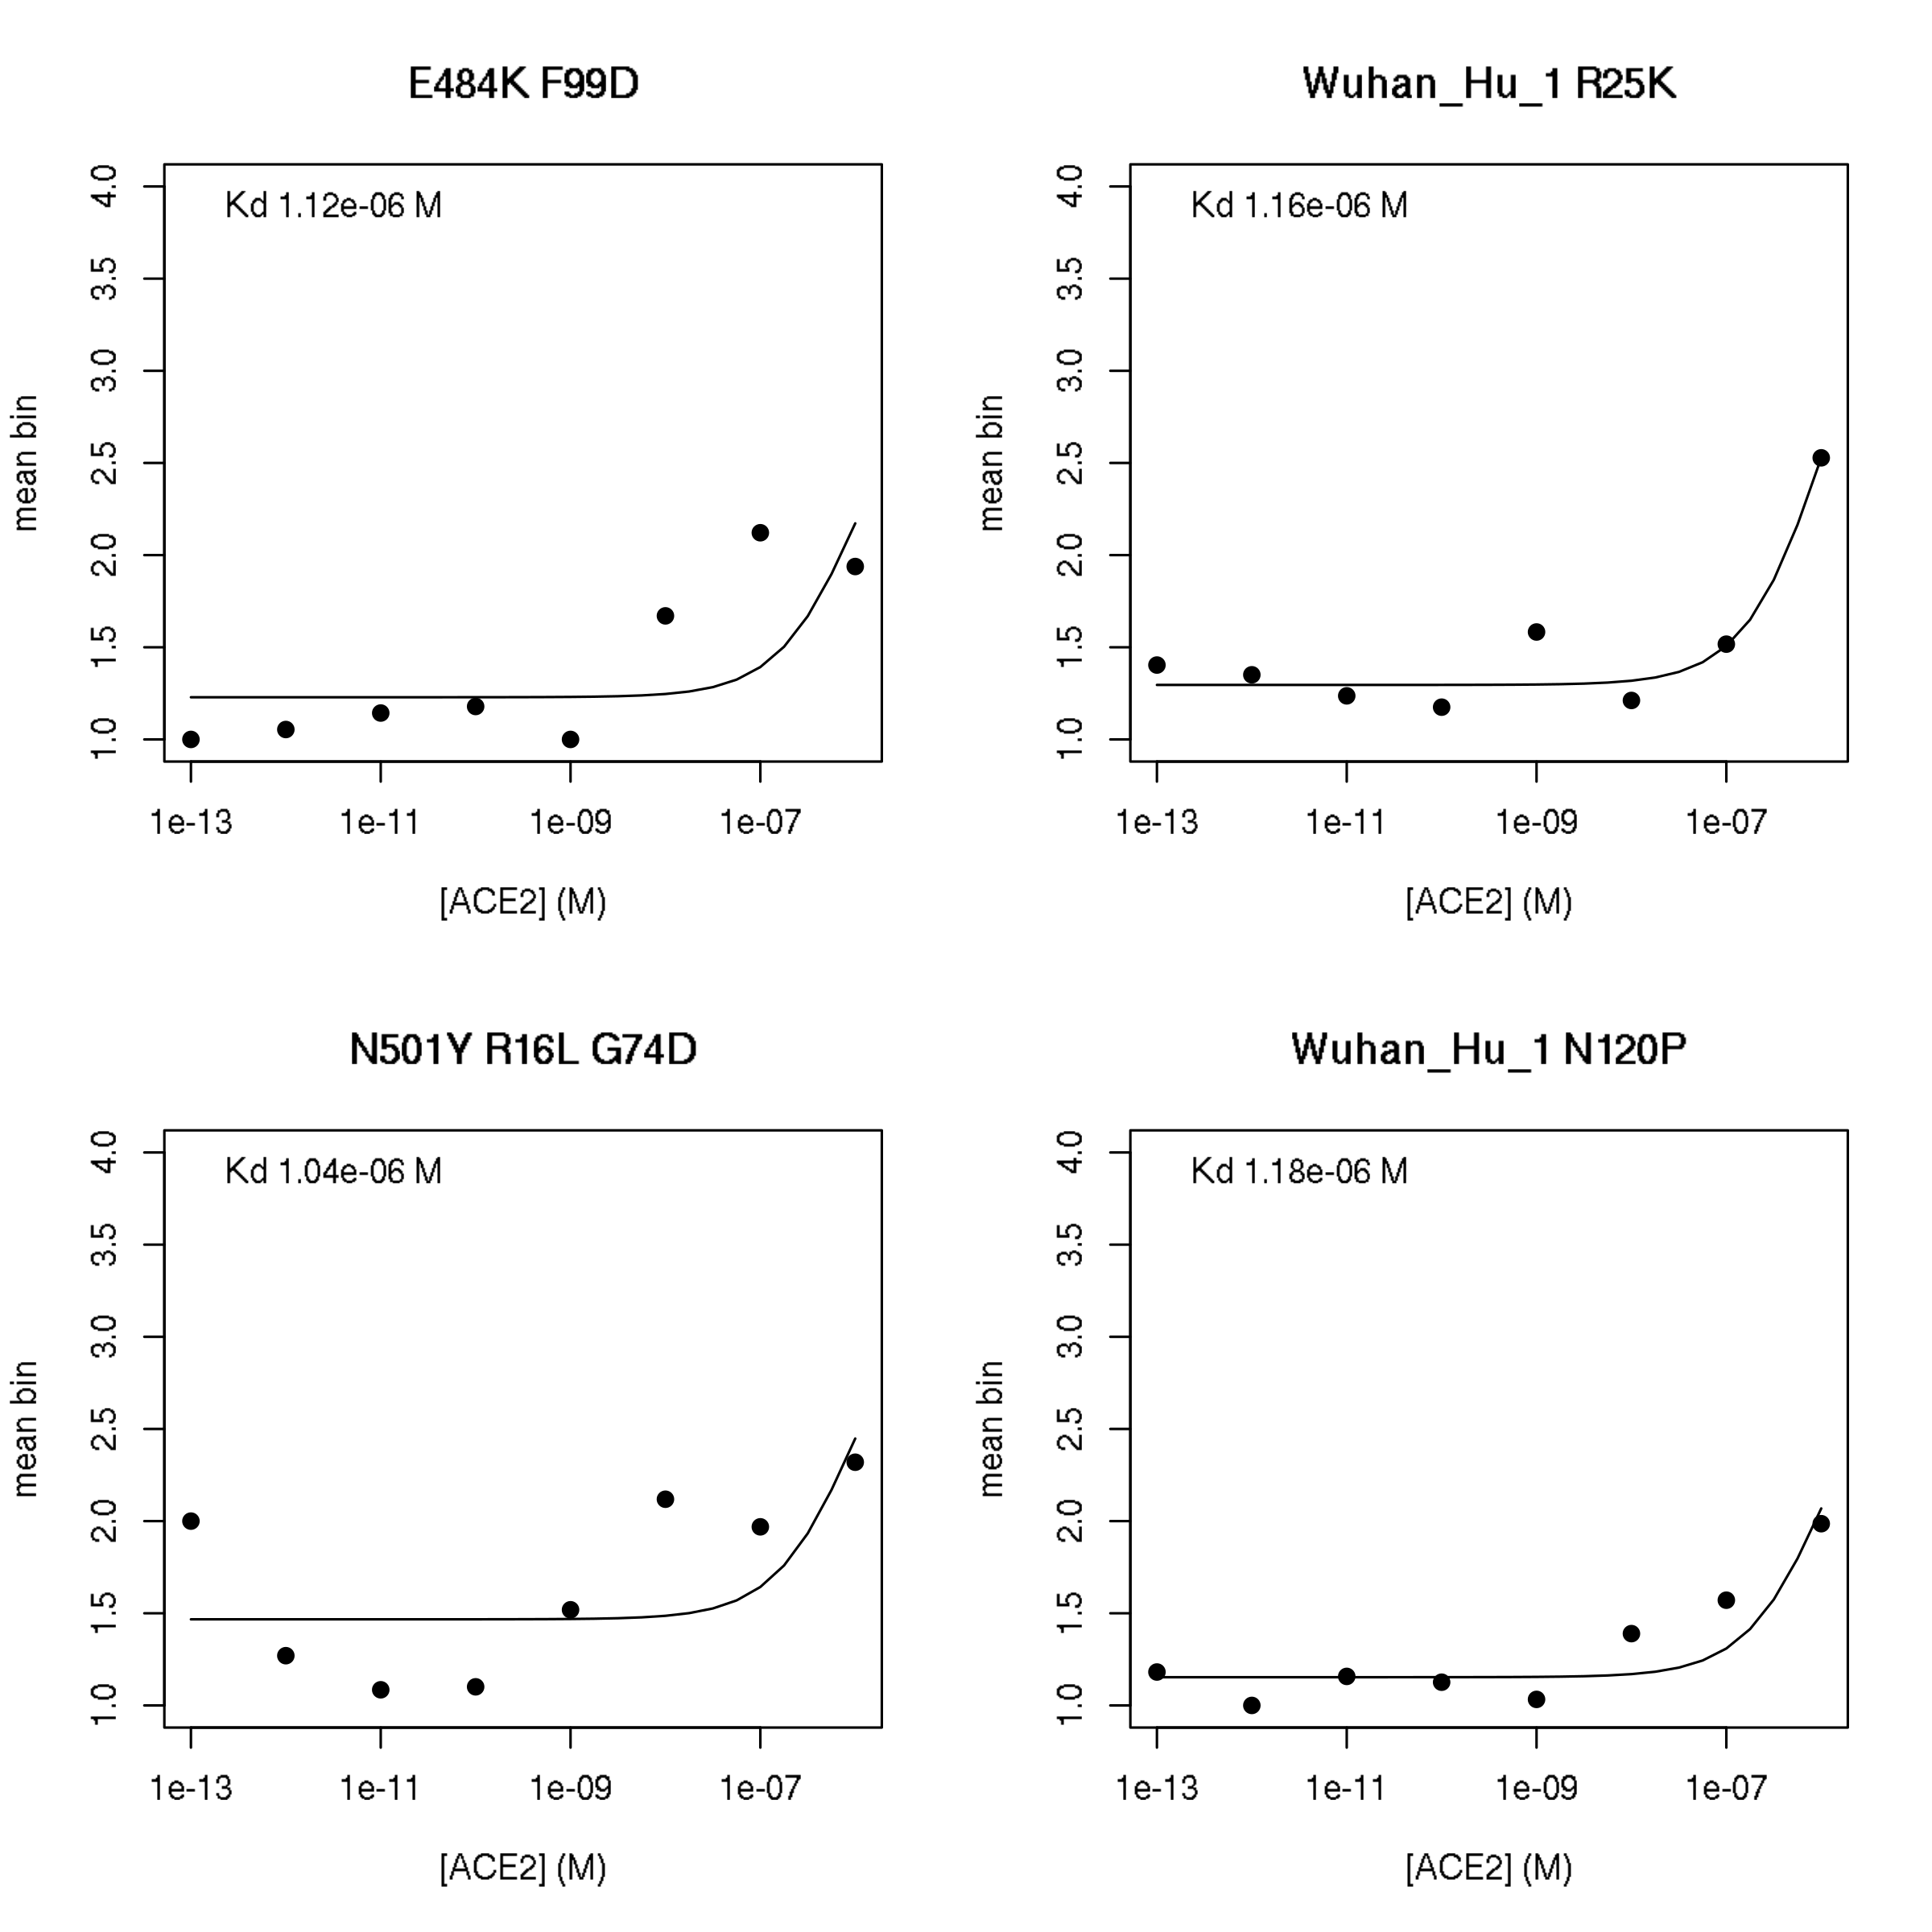 E484K F99D
Kd 1.12e-06 M
mean bin
4.0
3.5
3.0
2.5
2.0
1.5
1.0
1e-13 1e-11 1e-09 1e-07
[ACE2] (M)
Wuhan_Hu_1 R25K
Kd 1.16e-06 M
mean bin
4.0
3.5
3.0
2.5
2.0
1.5
1.0
1e-13 1e-11 1e-09 1e-07
[ACE2] (M)
N501Y R16L G74D
Kd 1.04e-06 M
mean bin
4.0
3.5
3.0
2.5
2.0
1.5
1.0
1e-13 1e-11 1e-09 1e-07
[ACE2] (M)
Wuhan_Hu_1 N120P
Kd 1.18e-06 M
mean bin
4.0
3.5
3.0
2.5
2.0
1.5
1.0
1e-13 1e-11 1e-09 1e-07
[ACE2] (M)